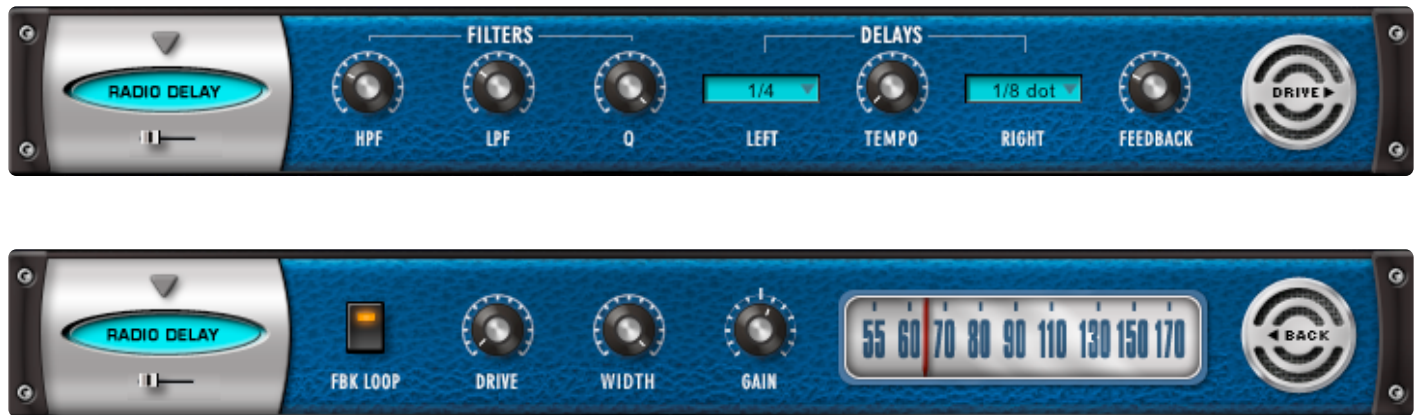 FILTERS DELAYS
RADIO DELAY 1/4 1/8 dot DRIVE
HPF LPF Q LEFT TEMPO RIGHT FEEDBACK
RADIO DELAY 55 60 70 80 90 110 130 150 170 BACK
FBK LOOP DRIVE WIDTH GAIN